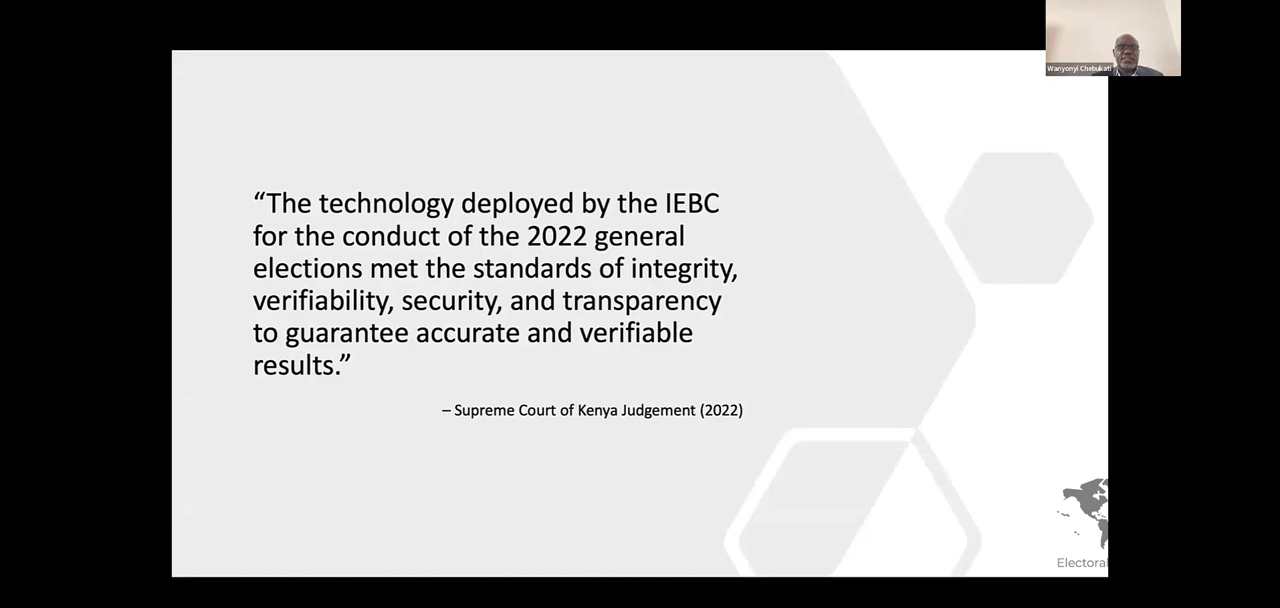 Wanyonyi Chebukati
“The technology deployed by the IEBC
for the conduct of the 2022 general
elections met the standards of integrity,
verifiability, security, and transparency
to guarantee accurate and verifiable
results.”
– Supreme Court of Kenya Judgement (2022)
Electoral